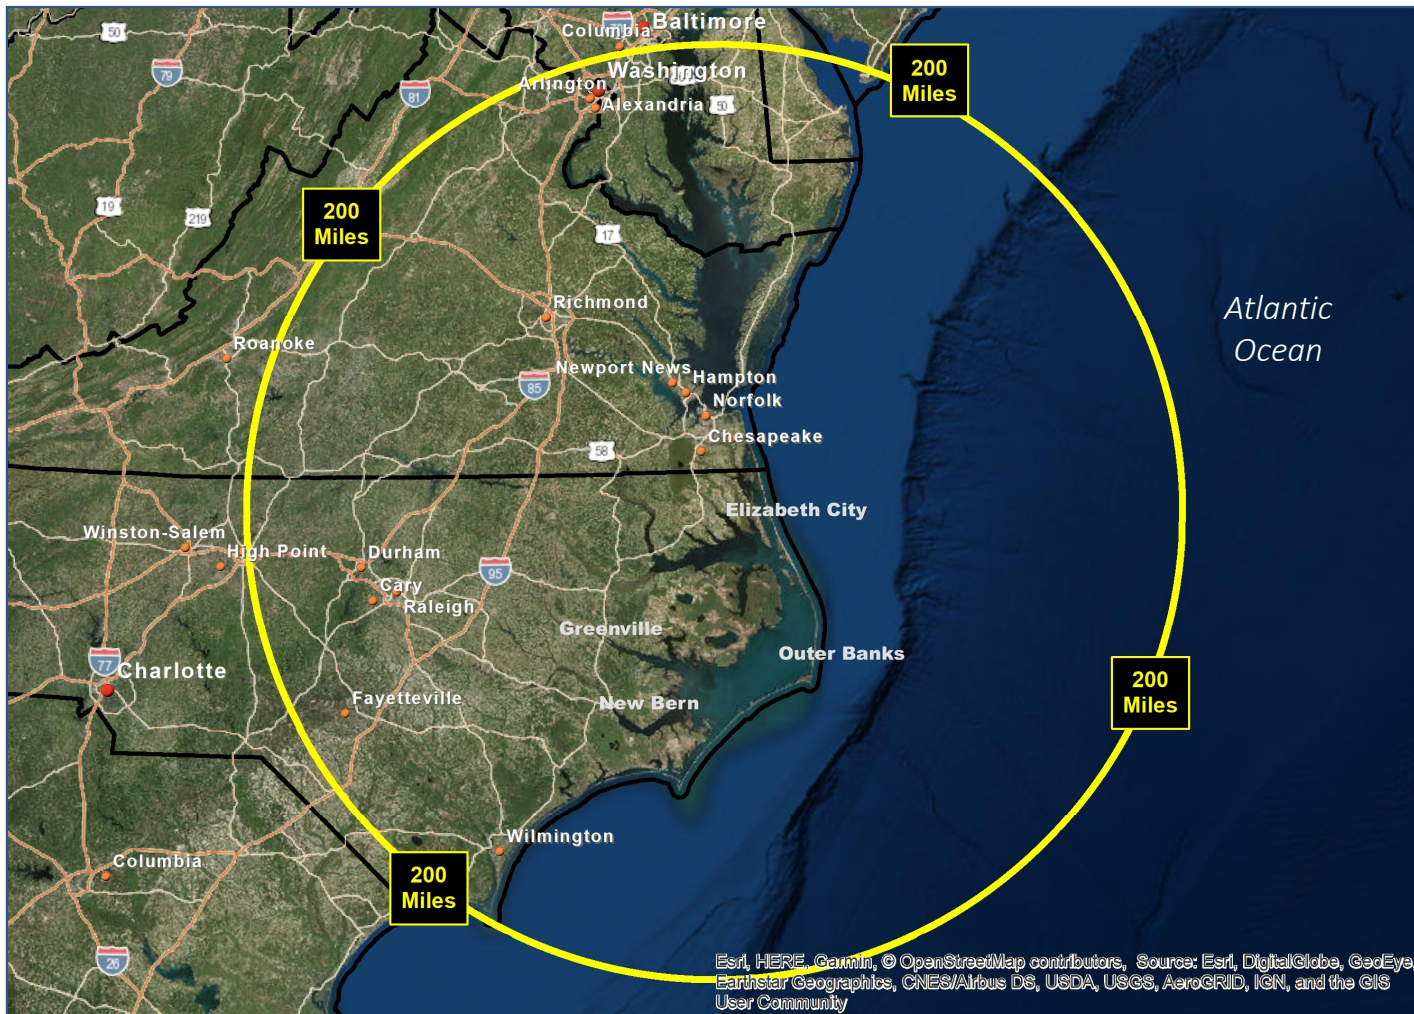 50
70
Baltimore
Columbia
79
Washington
301
Arlington
Alexandria
50
81
200
Miles
19
219
200
Miles
17
Richmond
Atlantic
Ocean
Roanoke
Newport News
Hampton
85
Norfolk
Chesapeake
58
Elizabeth City
Winston-Salem
High Point
Durham
95
Cary
Raleigh
Greenville
Outer Banks
77
Charlotte
Fayetteville
New Bern
200
Miles
Wilmington
Columbia
200
Miles
26
Esri, HERE, Garmin, © OpenStreetMap contributors, Source: Esri, DigitalGlobe, GeoEye,
Earthstar Geographics, CNES/Airbus DS, USDA, USGS, AeroGRID, IGN, and the GIS
User Community